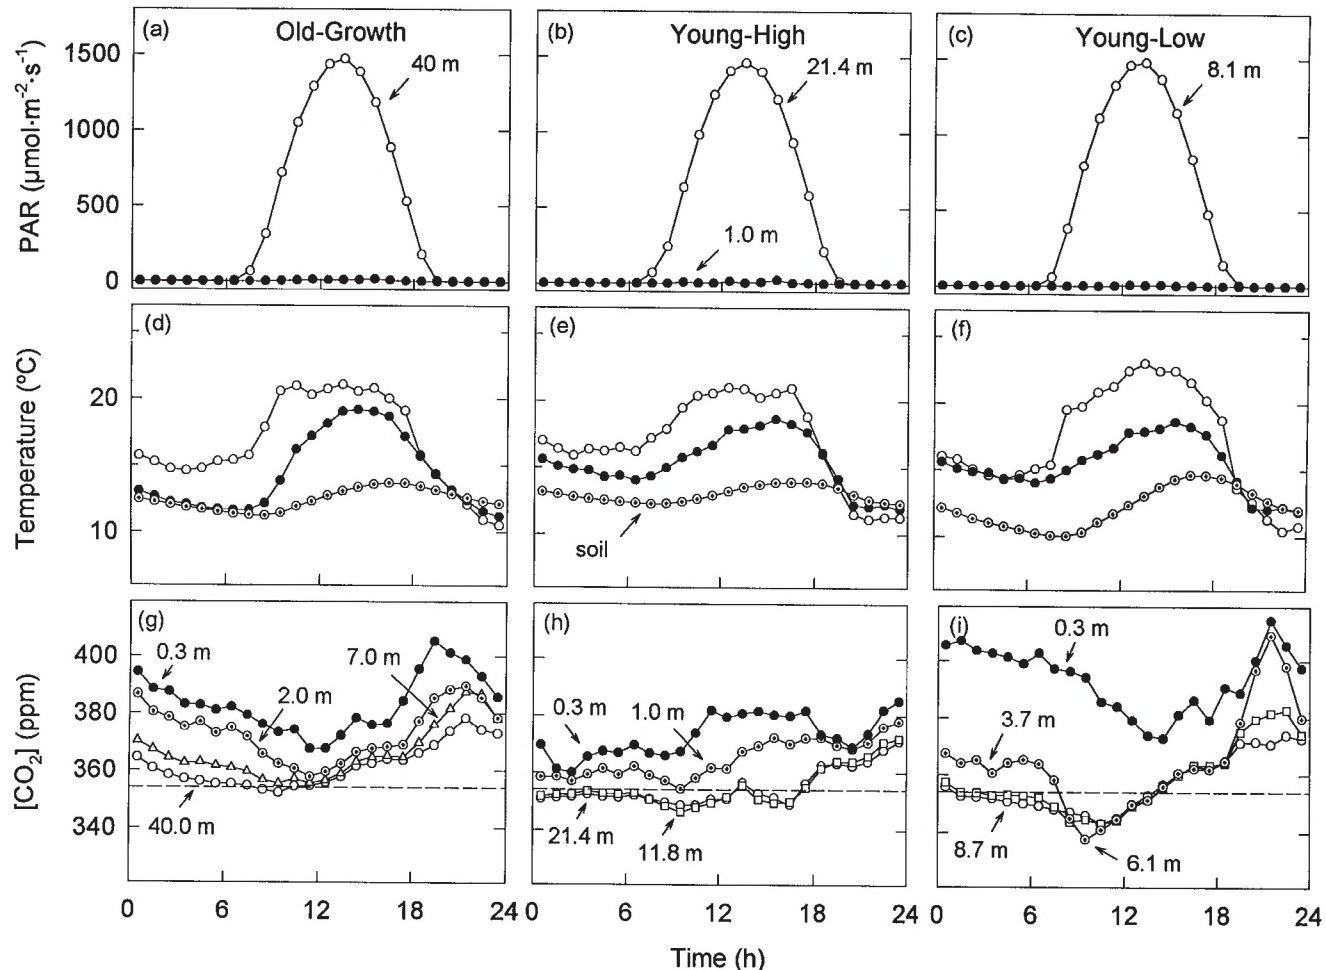 (a)
Old-Growth
40 m
(b)
Young-High
21.4 m
1.0 m
(c)
Young-Low
8.1 m
PAR (µmol·m⁻²·s⁻¹)
1500
1000
500
0
(d)
(e)
soil
(f)
Temperature (ºC)
20
10
(g)
0.3 m
7.0 m
2.0 m
40.0 m
(h)
0.3 m
1.0 m
21.4 m
11.8 m
(i)
0.3 m
3.7 m
8.7 m
6.1 m
[CO₂] (ppm)
400
380
360
340
0 6 12 18 24 0 6 12 18 24 0 6 12 18 24
Time (h)